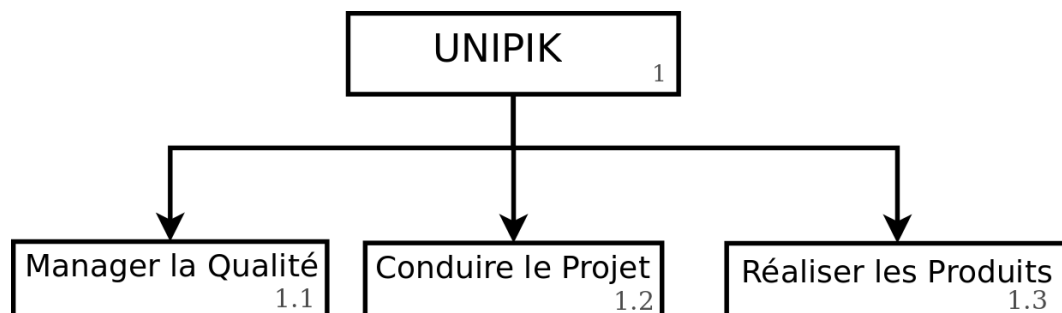 UNIPIK
1
Manager la Qualité
1.1
Conduire le Projet
1.2
Réaliser les Produits
1.3